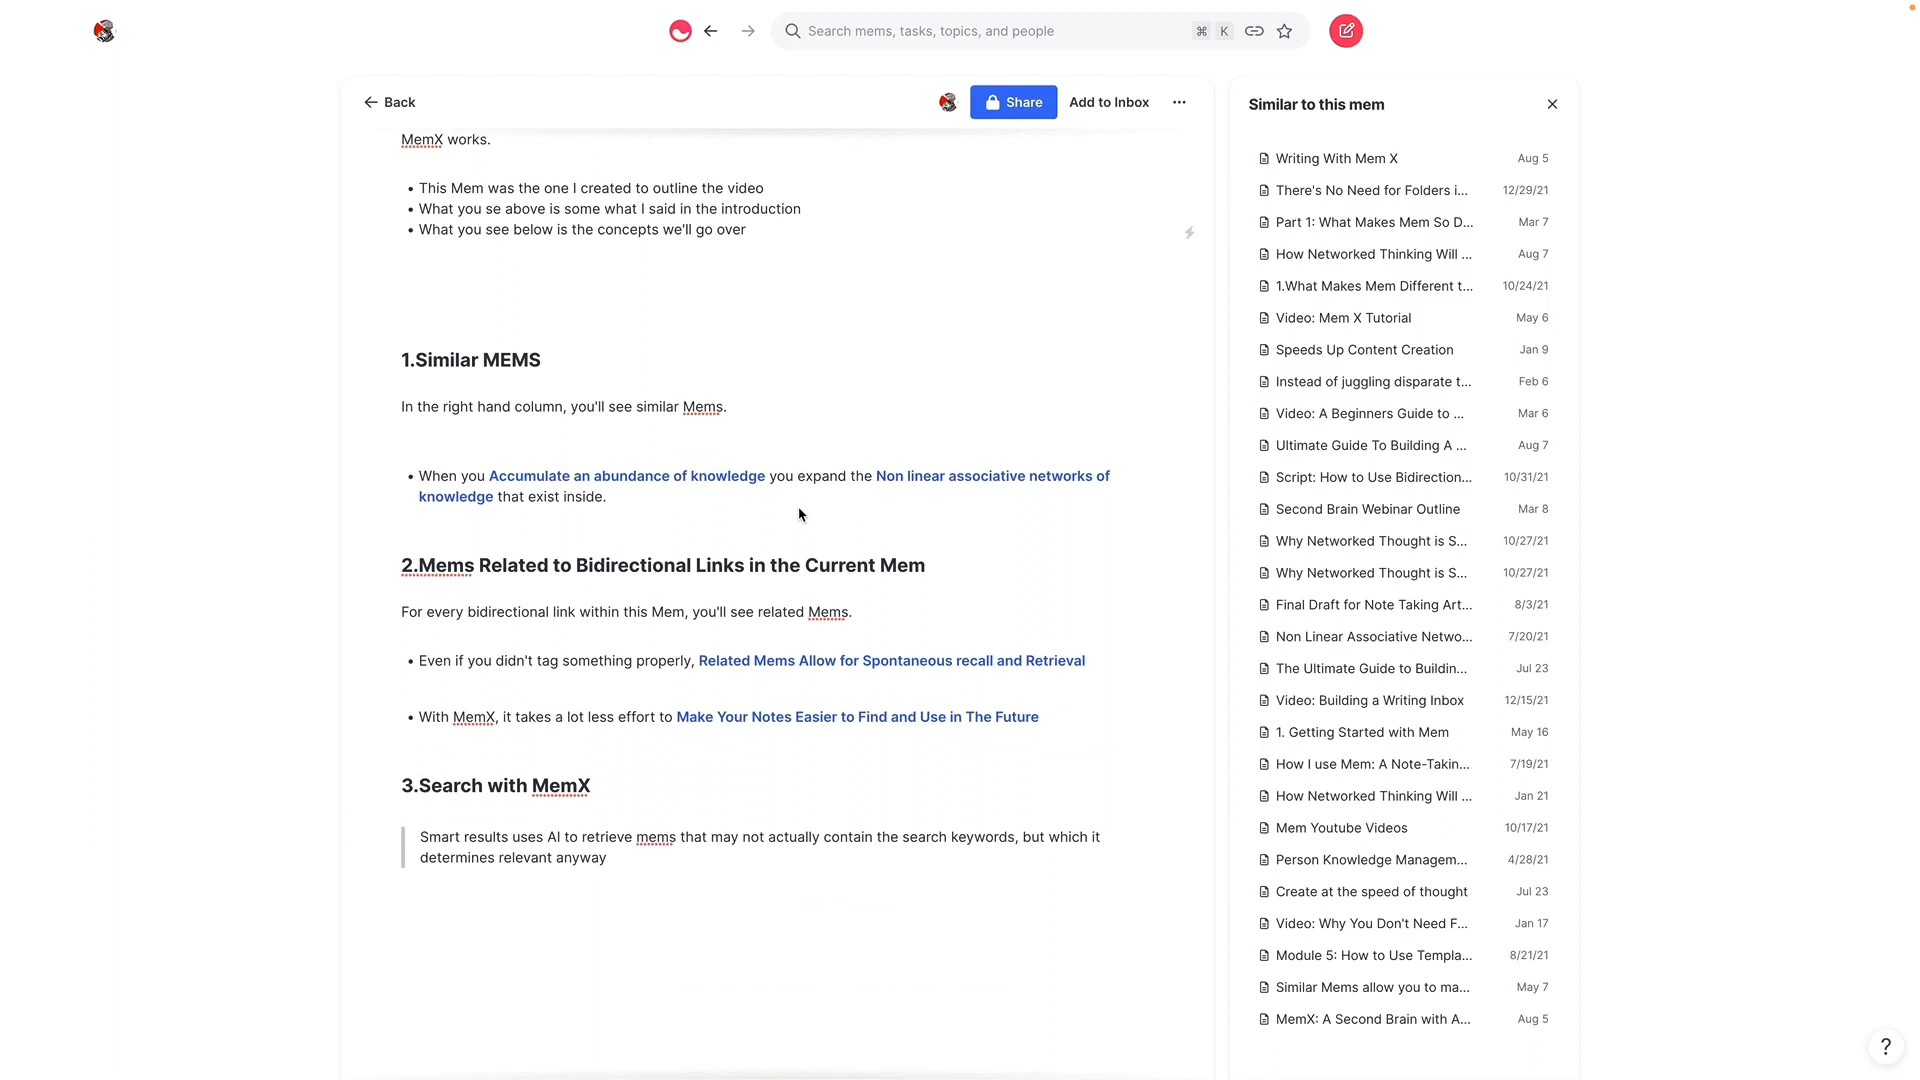 Search mems, tasks, topics, and people
⌘ K
Back
Share
Add to Inbox
MemX works.
• This Mem was the one I created to outline the video
• What you se above is some what I said in the introduction
• What you see below is the concepts we'll go over
1.Similar MEMS
In the right hand column, you'll see similar Mems.
• When you Accumulate an abundance of knowledge you expand the Non linear associative networks of
knowledge that exist inside.
2.Mems Related to Bidirectional Links in the Current Mem
For every bidirectional link within this Mem, you'll see related Mems.
• Even if you didn't tag something properly, Related Mems Allow for Spontaneous recall and Retrieval
• With MemX, it takes a lot less effort to Make Your Notes Easier to Find and Use in The Future
3.Search with MemX
Smart results uses AI to retrieve mems that may not actually contain the search keywords, but which it
determines relevant anyway
Similar to this mem
Writing With Mem X Aug 5
There's No Need for Folders i... 12/29/21
Part 1: What Makes Mem So D... Mar 7
How Networked Thinking Will ... Aug 7
1.What Makes Mem Different t... 10/24/21
Video: Mem X Tutorial May 6
Speeds Up Content Creation Jan 9
Instead of juggling disparate t... Feb 6
Video: A Beginners Guide to ... Mar 6
Ultimate Guide To Building A ... Aug 7
Script: How to Use Bidirection... 10/31/21
Second Brain Webinar Outline Mar 8
Why Networked Thought is S... 10/27/21
Why Networked Thought is S... 10/27/21
Final Draft for Note Taking Art... 8/3/21
Non Linear Associative Netwo... 7/20/21
The Ultimate Guide to Buildin... Jul 23
Video: Building a Writing Inbox 12/15/21
1. Getting Started with Mem May 16
How I use Mem: A Note-Takin... 7/19/21
How Networked Thinking Will ... Jan 21
Mem Youtube Videos 10/17/21
Person Knowledge Managem... 4/28/21
Create at the speed of thought Jul 23
Video: Why You Don't Need F... Jan 17
Module 5: How to Use Templa... 8/21/21
Similar Mems allow you to ma... May 7
MemX: A Second Brain with A... Aug 5
?